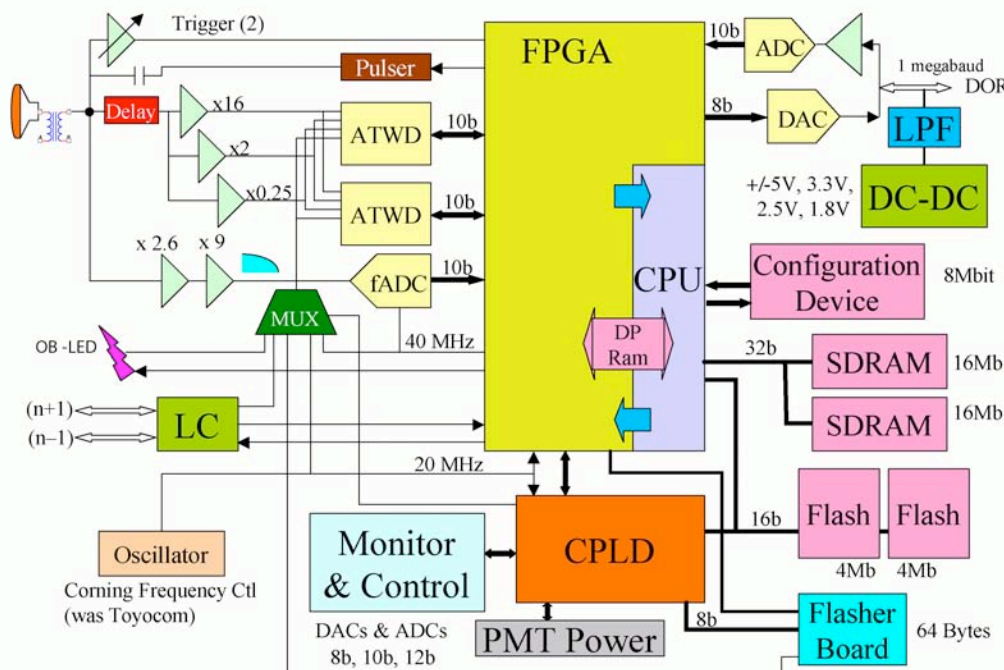 Trigger (2)
FPGA
10b
ADC
1 megabaud
DOR
Pulser
Delay
x16
ATWD
10b
8b
DAC
LPF
x2
x0.25
ATWD
10b
+/-5V, 3.3V,
2.5V, 1.8V
DC-DC
x 2.6
x 9
fADC
10b
CPU
Configuration
Device
8Mbit
MUX
OB -LED
40 MHz
DP
Ram
32b
SDRAM
16Mb
(n+1)
(n–1)
LC
SDRAM
16Mb
20 MHz
Oscillator
Corning Frequency Ctl
(was Toyocom)
Monitor
& Control
DACs & ADCs
8b, 10b, 12b
CPLD
16b
Flash
Flash
4Mb
4Mb
PMT Power
8b
Flasher
Board
64 Bytes